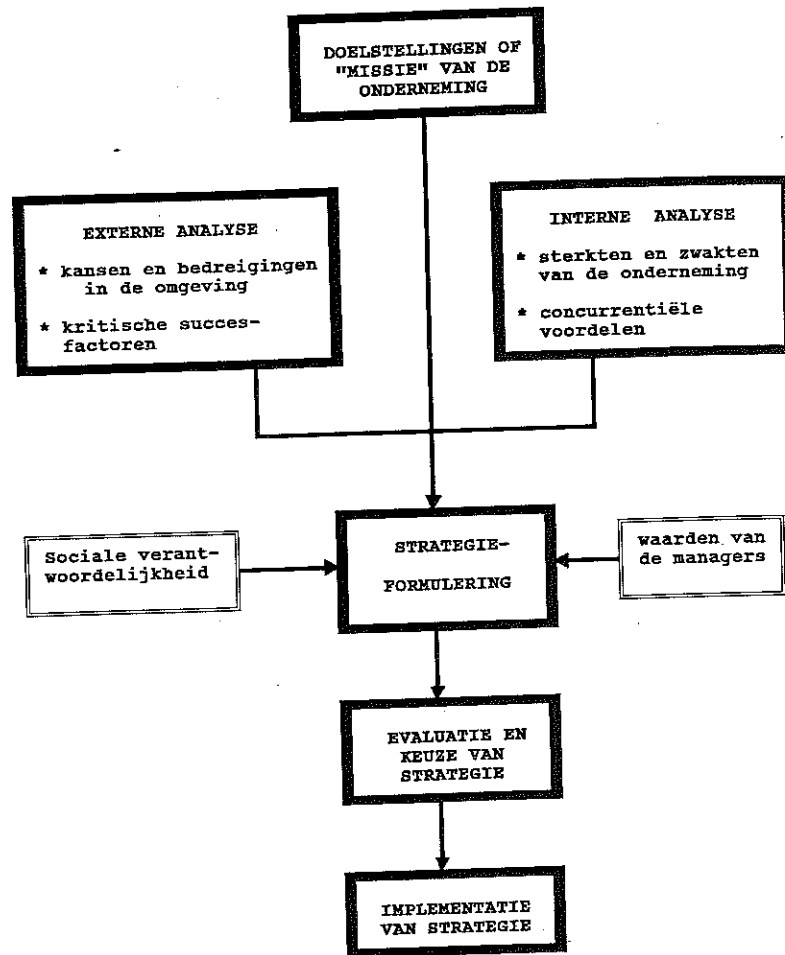 DOELSTELLINGEN OF
"MISSIE" VAN DE
ONDERNEMING
EXTERNE ANALYSE
* kansen en bedreigingen
in de omgeving
* kritische succes-
factoren
INTERNE ANALYSE
* sterkten en zwakten
van de onderneming
* concurrentiële
voordelen
Sociale verant-
woordelijkheid
STRATEGIE-
FORMULERING
waarden van
de managers
EVALUATIE EN
KEUZE VAN
STRATEGIE
IMPLEMENTATIE
VAN STRATEGIE